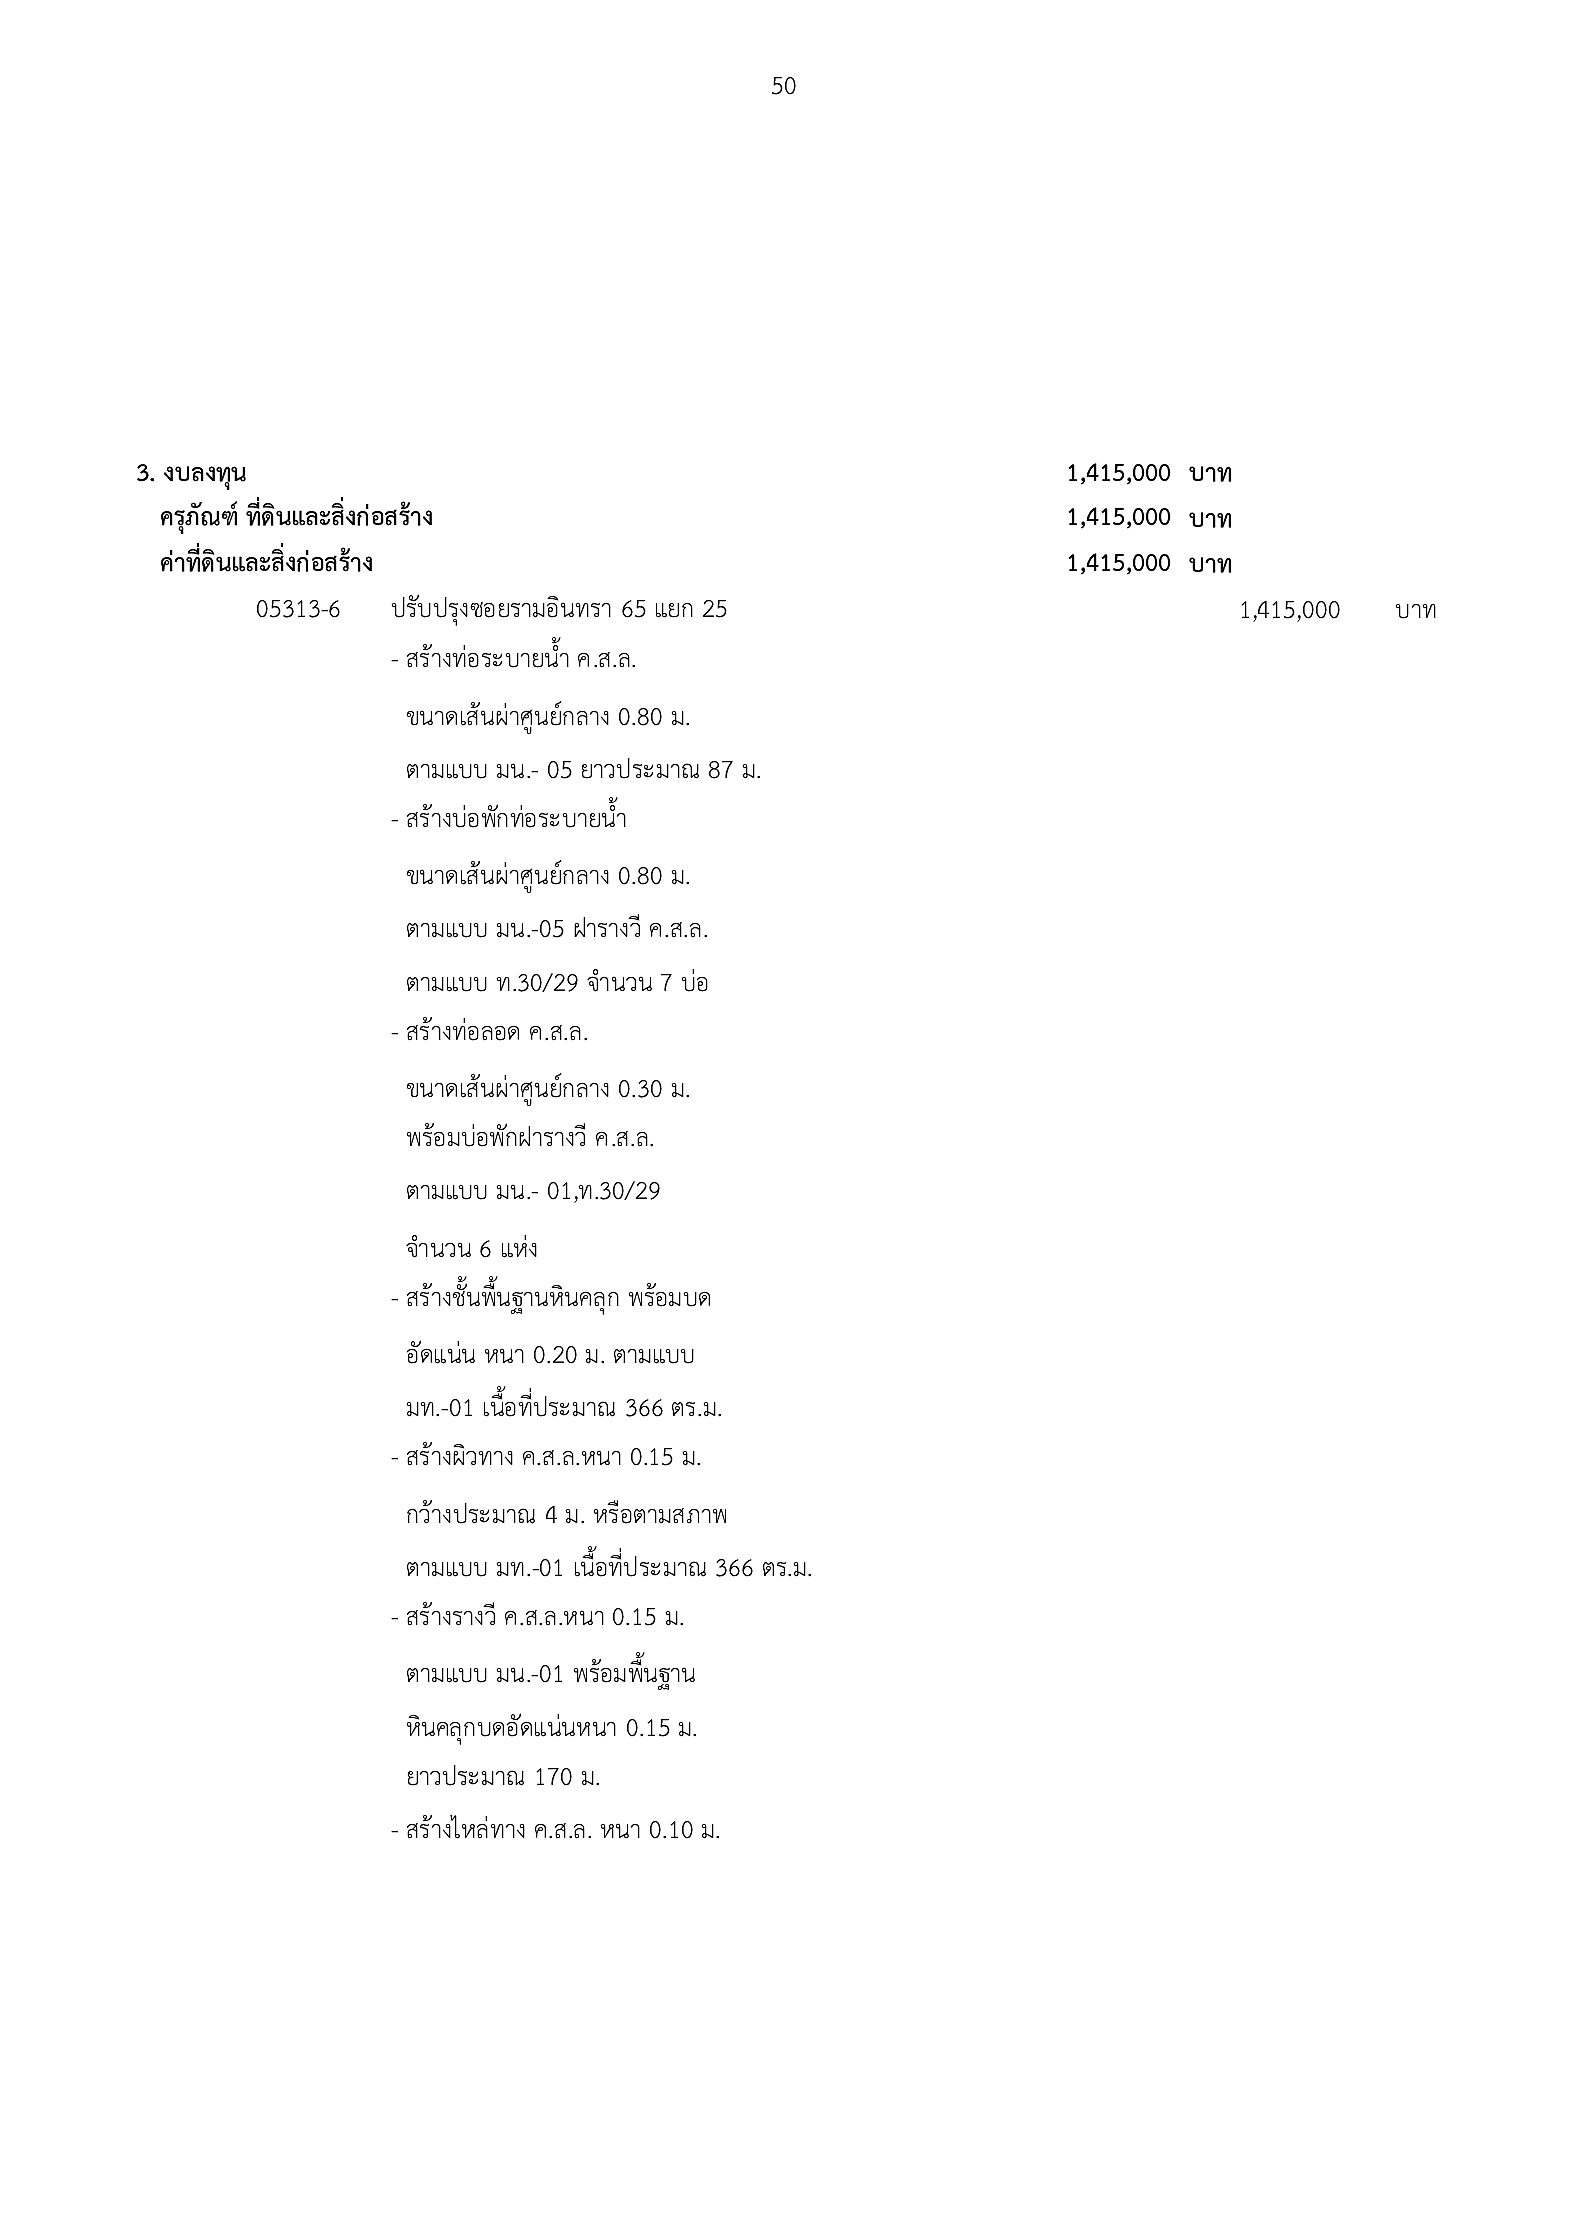 50
3. งบลงทุน 1,415,000 บาท
ครุภัณฑ์ ที่ดินและสิ่งก่อสร้าง 1,415,000 บาท
ค่าที่ดินและสิ่งก่อสร้าง 1,415,000 บาท
05313-6 ปรับปรุงซอยรามอินทรา 65 แยก 25 1,415,000 บาท
- สร้างท่อระบายน้ำ ค.ส.ล.
ขนาดเส้นผ่าศูนย์กลาง 0.80 ม.
ตามแบบ มน.- 05 ยาวประมาณ 87 ม.
- สร้างบ่อพักท่อระบายน้ำ
ขนาดเส้นผ่าศูนย์กลาง 0.80 ม.
ตามแบบ มน.-05 ฝารางวี ค.ส.ล.
ตามแบบ ท.30/29 จำนวน 7 บ่อ
- สร้างท่อลอด ค.ส.ล.
ขนาดเส้นผ่าศูนย์กลาง 0.30 ม.
พร้อมบ่อพักฝารางวี ค.ส.ล.
ตามแบบ มน.- 01,ท.30/29
จำนวน 6 แห่ง
- สร้างชั้นพื้นฐานหินคลุก พร้อมบด
อัดแน่น หนา 0.20 ม. ตามแบบ
มท.-01 เนื้อที่ประมาณ 366 ตร.ม.
- สร้างผิวทาง ค.ส.ล.หนา 0.15 ม.
กว้างประมาณ 4 ม. หรือตามสภาพ
ตามแบบ มท.-01 เนื้อที่ประมาณ 366 ตร.ม.
- สร้างรางวี ค.ส.ล.หนา 0.15 ม.
ตามแบบ มน.-01 พร้อมพื้นฐาน
หินคลุกบดอัดแน่นหนา 0.15 ม.
ยาวประมาณ 170 ม.
- สร้างไหล่ทาง ค.ส.ล. หนา 0.10 ม.